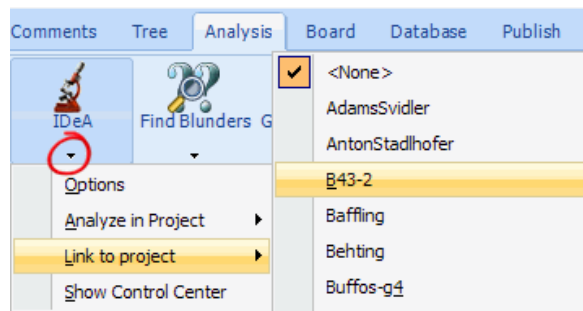 Comments Tree Analysis Board Database Publish
IDeA
Find Blunders G
Options
Analyze in Project
Link to project
Show Control Center
<None>
AdamsSvidler
AntonStadlhofer
B43-2
Baffling
Behting
Buffos-g4